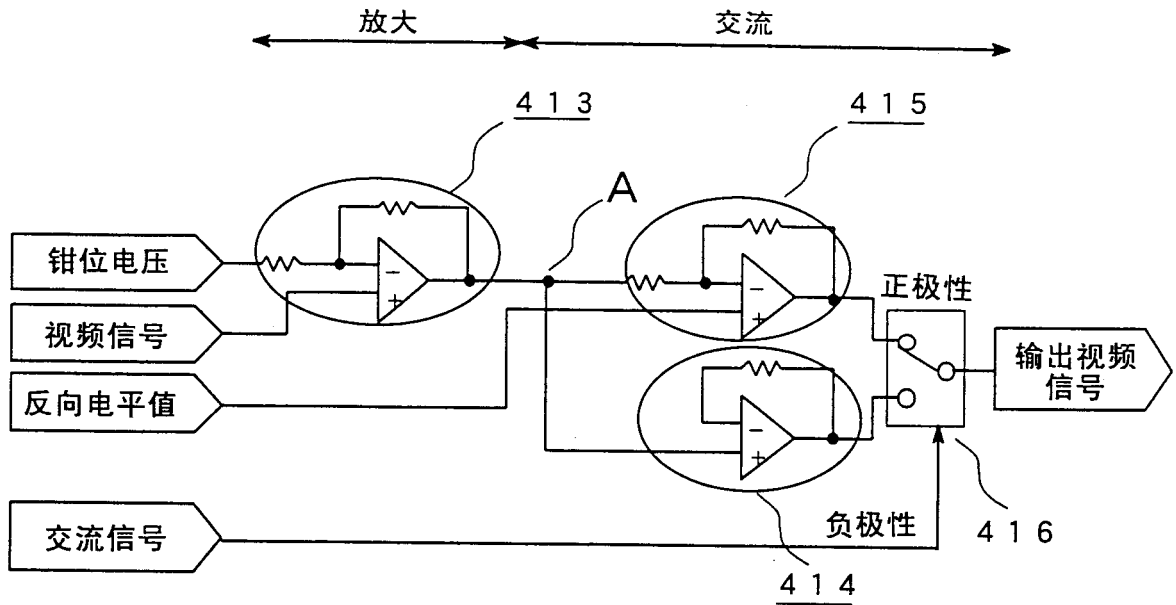 放大
交流
413
415
A
钳位电压
视频信号
反向电平值
交流信号
-
+
-
+
-
+
正极性
负极性
输出视频
信号
416
414